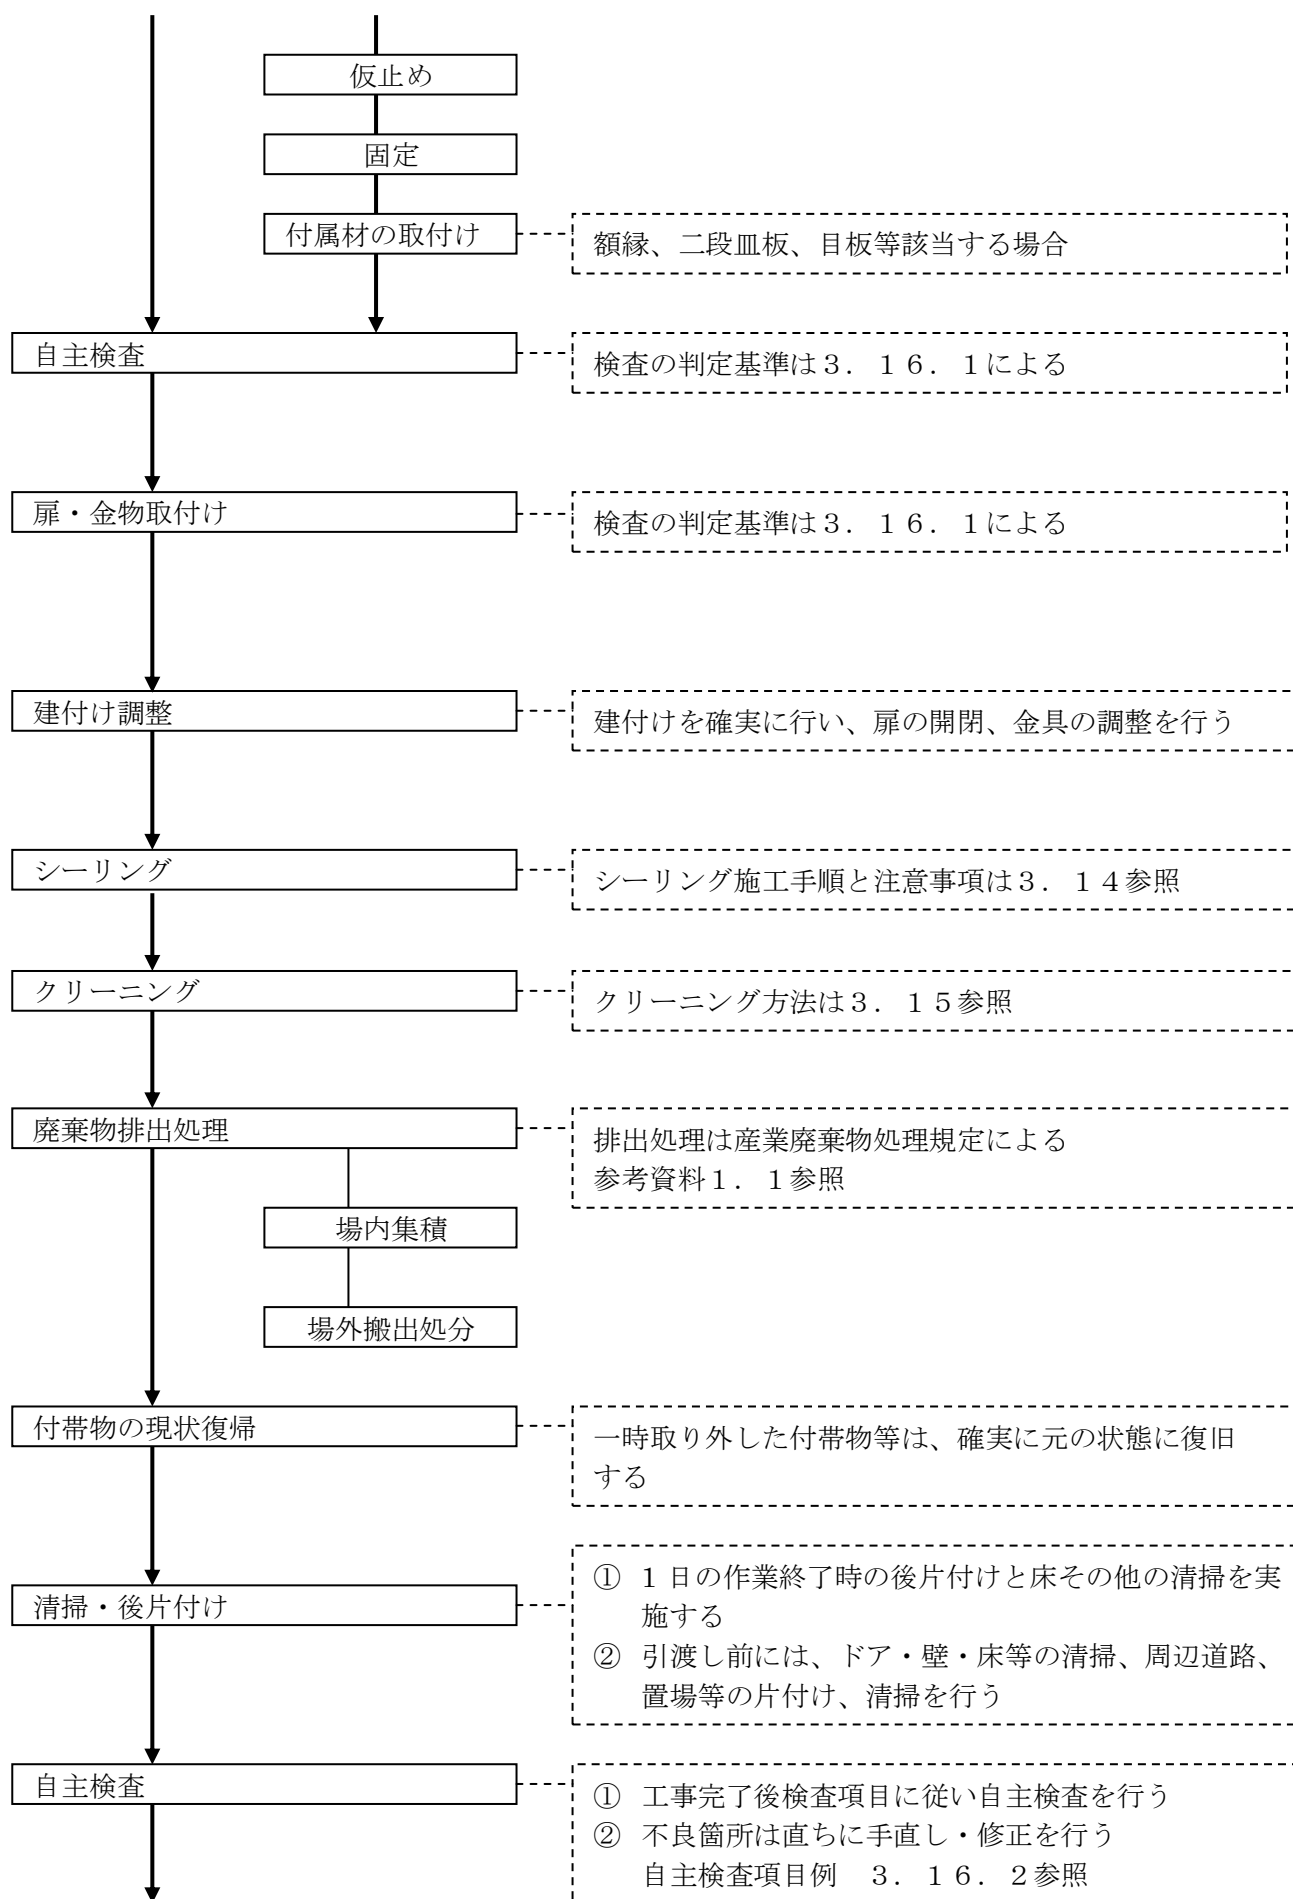 仮止め
固定
付属材の取付け
額縁、二段皿板、目板等該当する場合
自主検査
検査の判定基準は３．１６．１による
扉・金物取付け
検査の判定基準は３．１６．１による
建付け調整
建付けを確実に行い、扉の開閉、金具の調整を行う
シーリング
シーリング施工手順と注意事項は３．１４参照
クリーニング
クリーニング方法は３．１５参照
廃棄物排出処理
排出処理は産業廃棄物処理規定による
参考資料１．１参照
場内集積
場外搬出処分
付帯物の現状復帰
一時取り外した付帯物等は、確実に元の状態に復旧
する
清掃・後片付け
① １日の作業終了時の後片付けと床その他の清掃を実
施する
② 引渡し前には、ドア・壁・床等の清掃、周辺道路、
置場等の片付け、清掃を行う
自主検査
① 工事完了後検査項目に従い自主検査を行う
② 不良箇所は直ちに手直し・修正を行う
自主検査項目例　３．１６．２参照